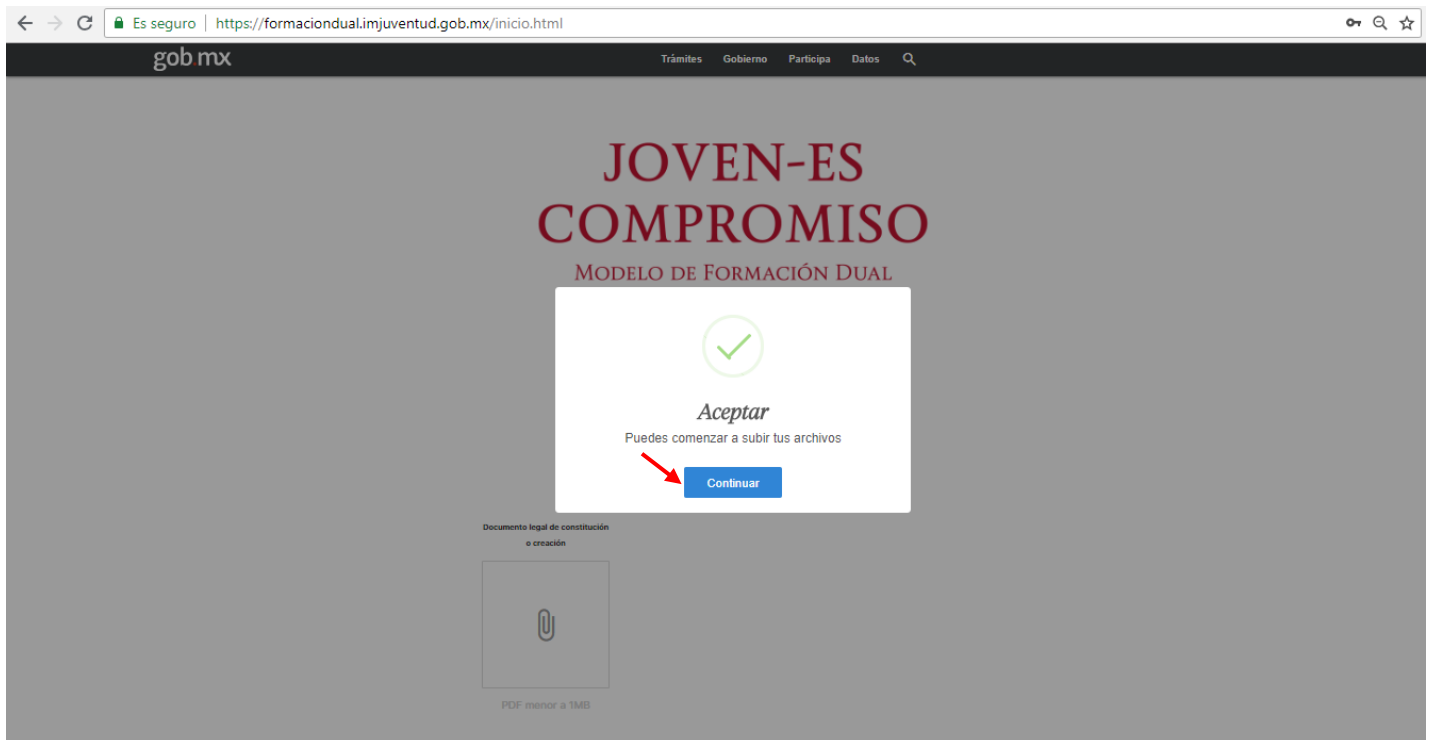 Es seguro | https://formaciondual.imjuventud.gob.mx/inicio.html
gob.mx Trámites Gobierno Participa Datos
JOVEN-ES
COMPROMISO
MODELO DE FORMACIÓN DUAL
Aceptar
Puedes comenzar a subir tus archivos
Continuar
Documento legal de constitución
o creación
PDF menor a 1MB